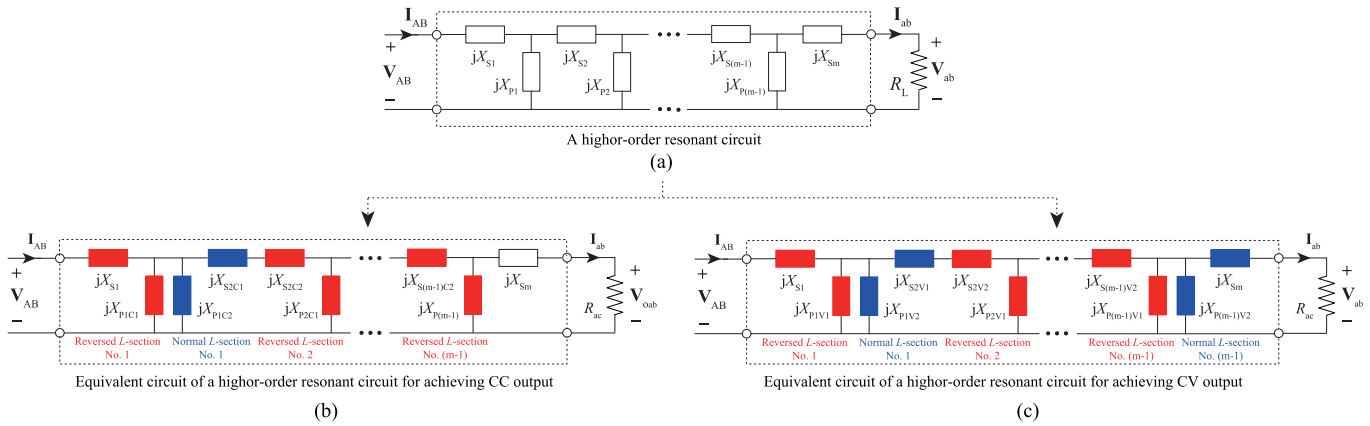 I_AB
I_ab
+
V_AB
−
jX_S1
jX_S2
•••
jX_S(m-1)
jX_Sm
jX_P1
jX_P2
jX_P(m-1)
R_L
+
V_ab
−
•••
A highor-order resonant circuit
(a)
I_AB
I_ab
+
V_AB
−
jX_S1
jX_S2C1
jX_S2C2
•••
jX_S(m-1)C2
jX_Sm
jX_P1C1
jX_P1C2
jX_P2C1
jX_P(m-1)
R_ac
+
V_oab
−
•••
Reversed L-section No. 1
Normal L-section No. 1
Reversed L-section No. 2
Reversed L-section No. (m-1)
Equivalent circuit of a highor-order resonant circuit for achieving CC output
(b)
I_AB
I_ab
+
V_AB
−
jX_S1
jX_S2V1
jX_S2V2
•••
jX_S(m-1)V2
jX_Sm
jX_P1V1
jX_P1V2
jX_P2V1
jX_P(m-1)V1
jX_P(m-1)V2
R_ac
+
V_ab
−
•••
Reversed L-section No. 1
Normal L-section No. 1
Reversed L-section No. 2
Reversed L-section No. (m-1)
Normal L-section No. (m-1)
Equivalent circuit of a highor-order resonant circuit for achieving CV output
(c)